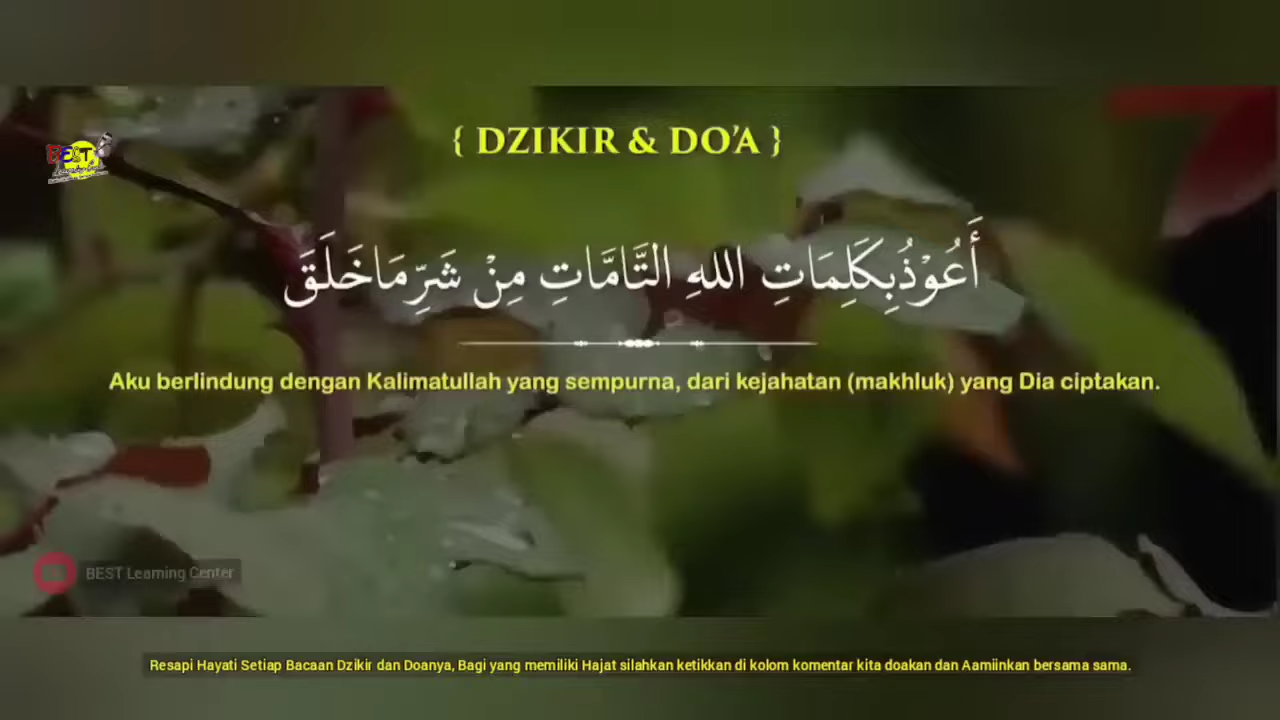 { DZIKIR & DO’A }
BEST
أَعُوْذُبِكَلِمَاتِ اللهِ التَّامَّاتِ مِنْ شَرِّمَاخَلَقَ
Aku berlindung dengan Kalimatullah yang sempurna, dari kejahatan (makhluk) yang Dia ciptakan.
BEST Learning Center
Resapi Hayati Setiap Bacaan Dzikir dan Doanya, Bagi yang memiliki Hajat silahkan ketikkan di kolom komentar kita doakan dan Aamiinkan bersama sama.